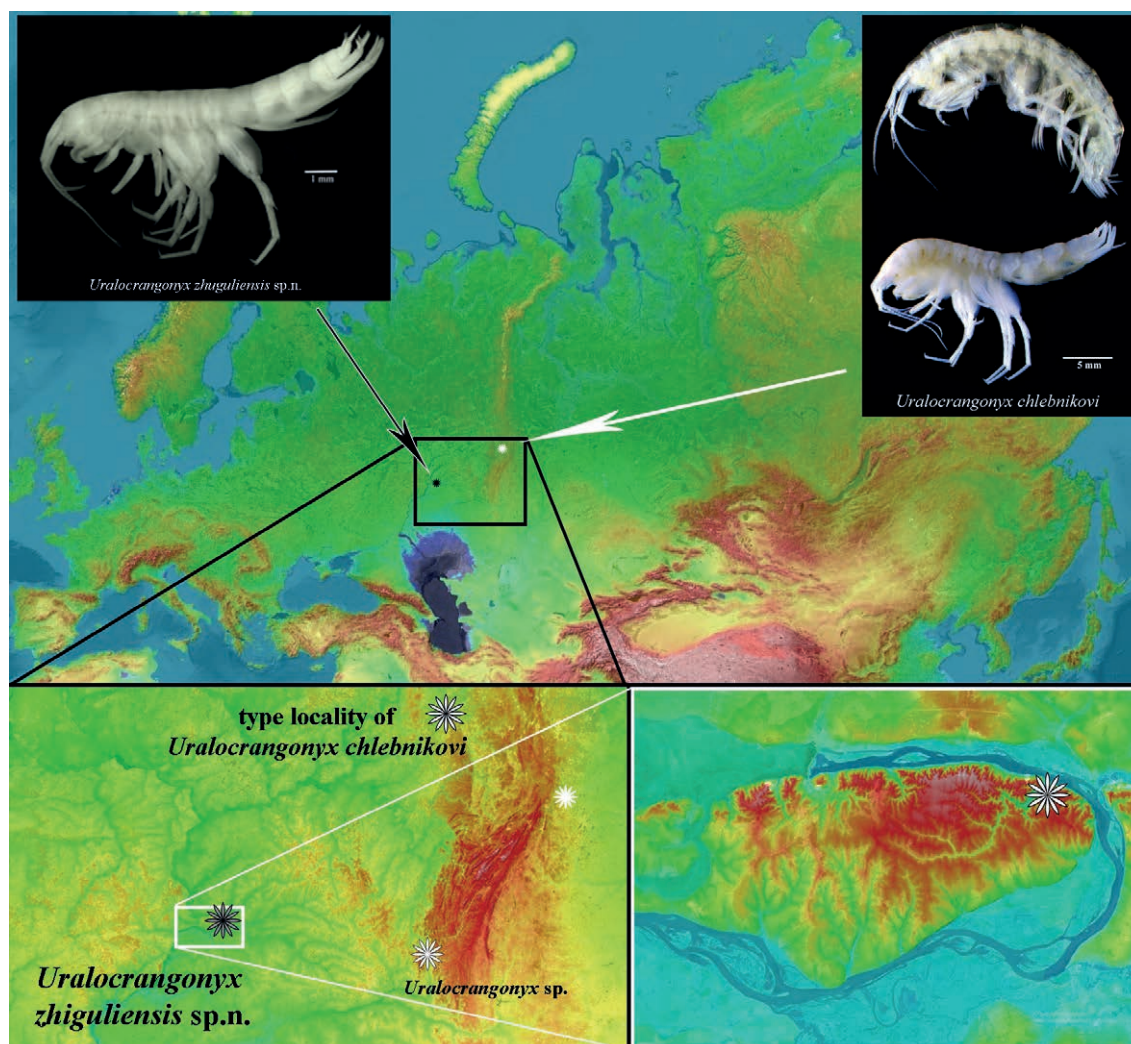 1 mm
Uralocrangonyx zhuguliensis sp.n.
5 mm
Uralocrangonyx chlebnikovi
type locality of
Uralocrangonyx chlebnikovi
Uralocrangonyx
zhiguliensis sp.n.
Uralocrangonyx sp.